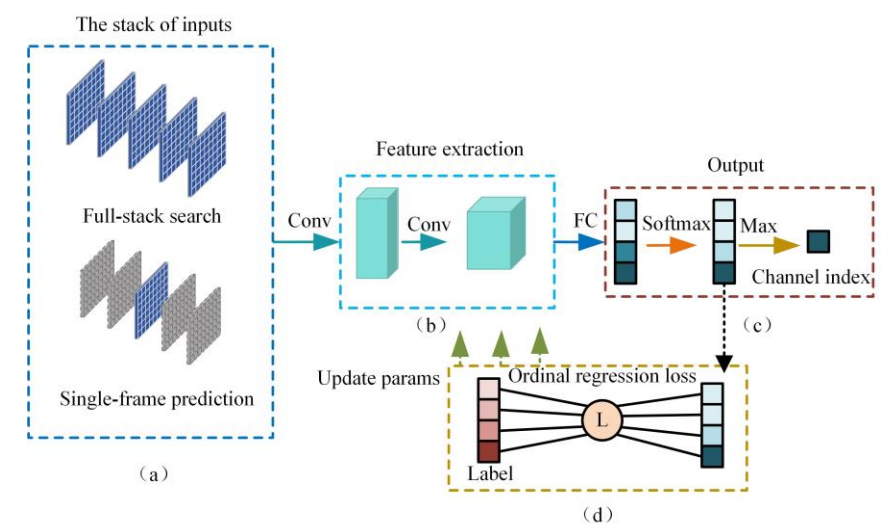 The stack of inputs
Full-stack search
Single-frame prediction
(a)
Conv
Feature extraction
Conv
(b)
FC
Output
Softmax
Max
Channel index
(c)
Update params
Ordinal regression loss
L
Label
(d)